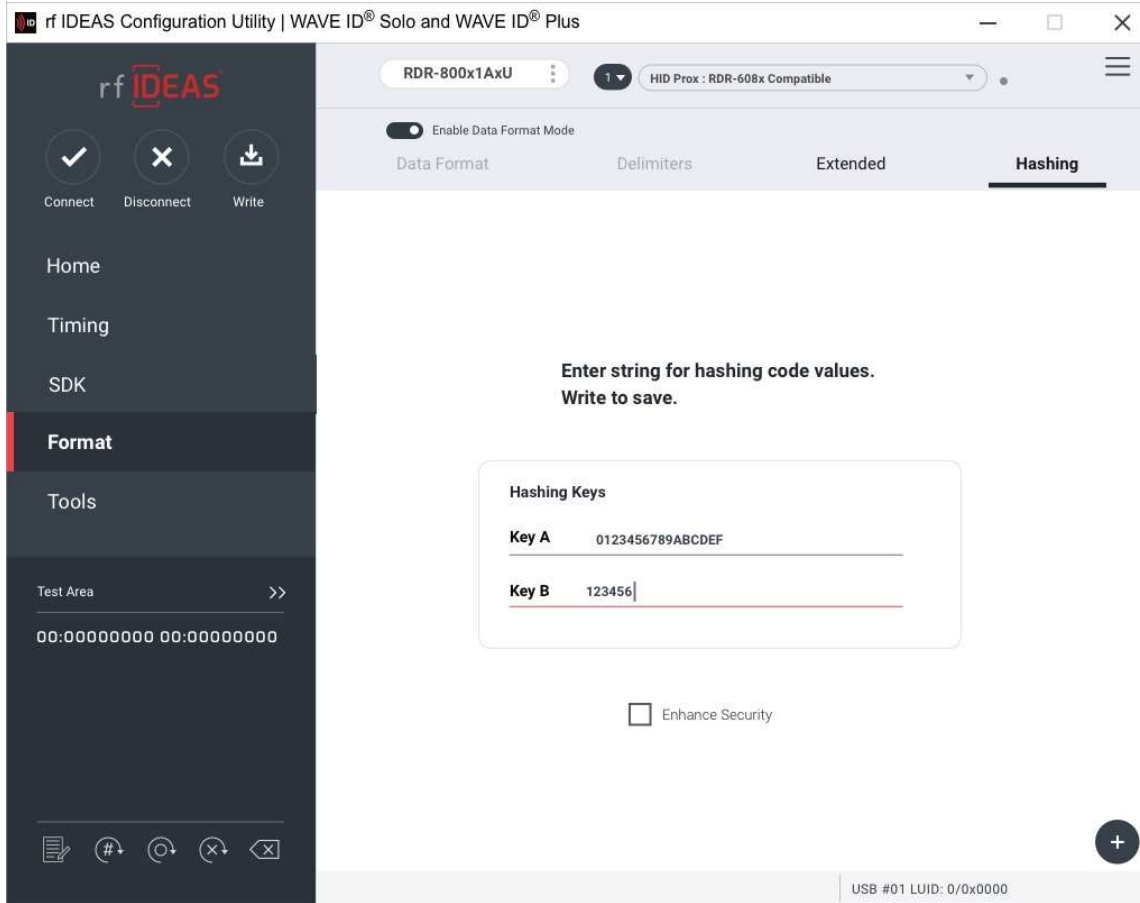 rf IDEAS Configuration Utility | WAVE ID® Solo and WAVE ID® Plus
rf IDEAS
RDR-800x1AxU
1
HID Prox : RDR-608x Compatible
Enable Data Format Mode
Data Format
Delimiters
Extended
Hashing
Connect
Disconnect
Write
Home
Timing
SDK
Format
Tools
Enter string for hashing code values.
Write to save.
Hashing Keys
Key A 0123456789ABCDEF
Key B 123456
Enhance Security
Test Area >>
00:00000000 00:00000000
USB #01 LUID: 0/0x0000